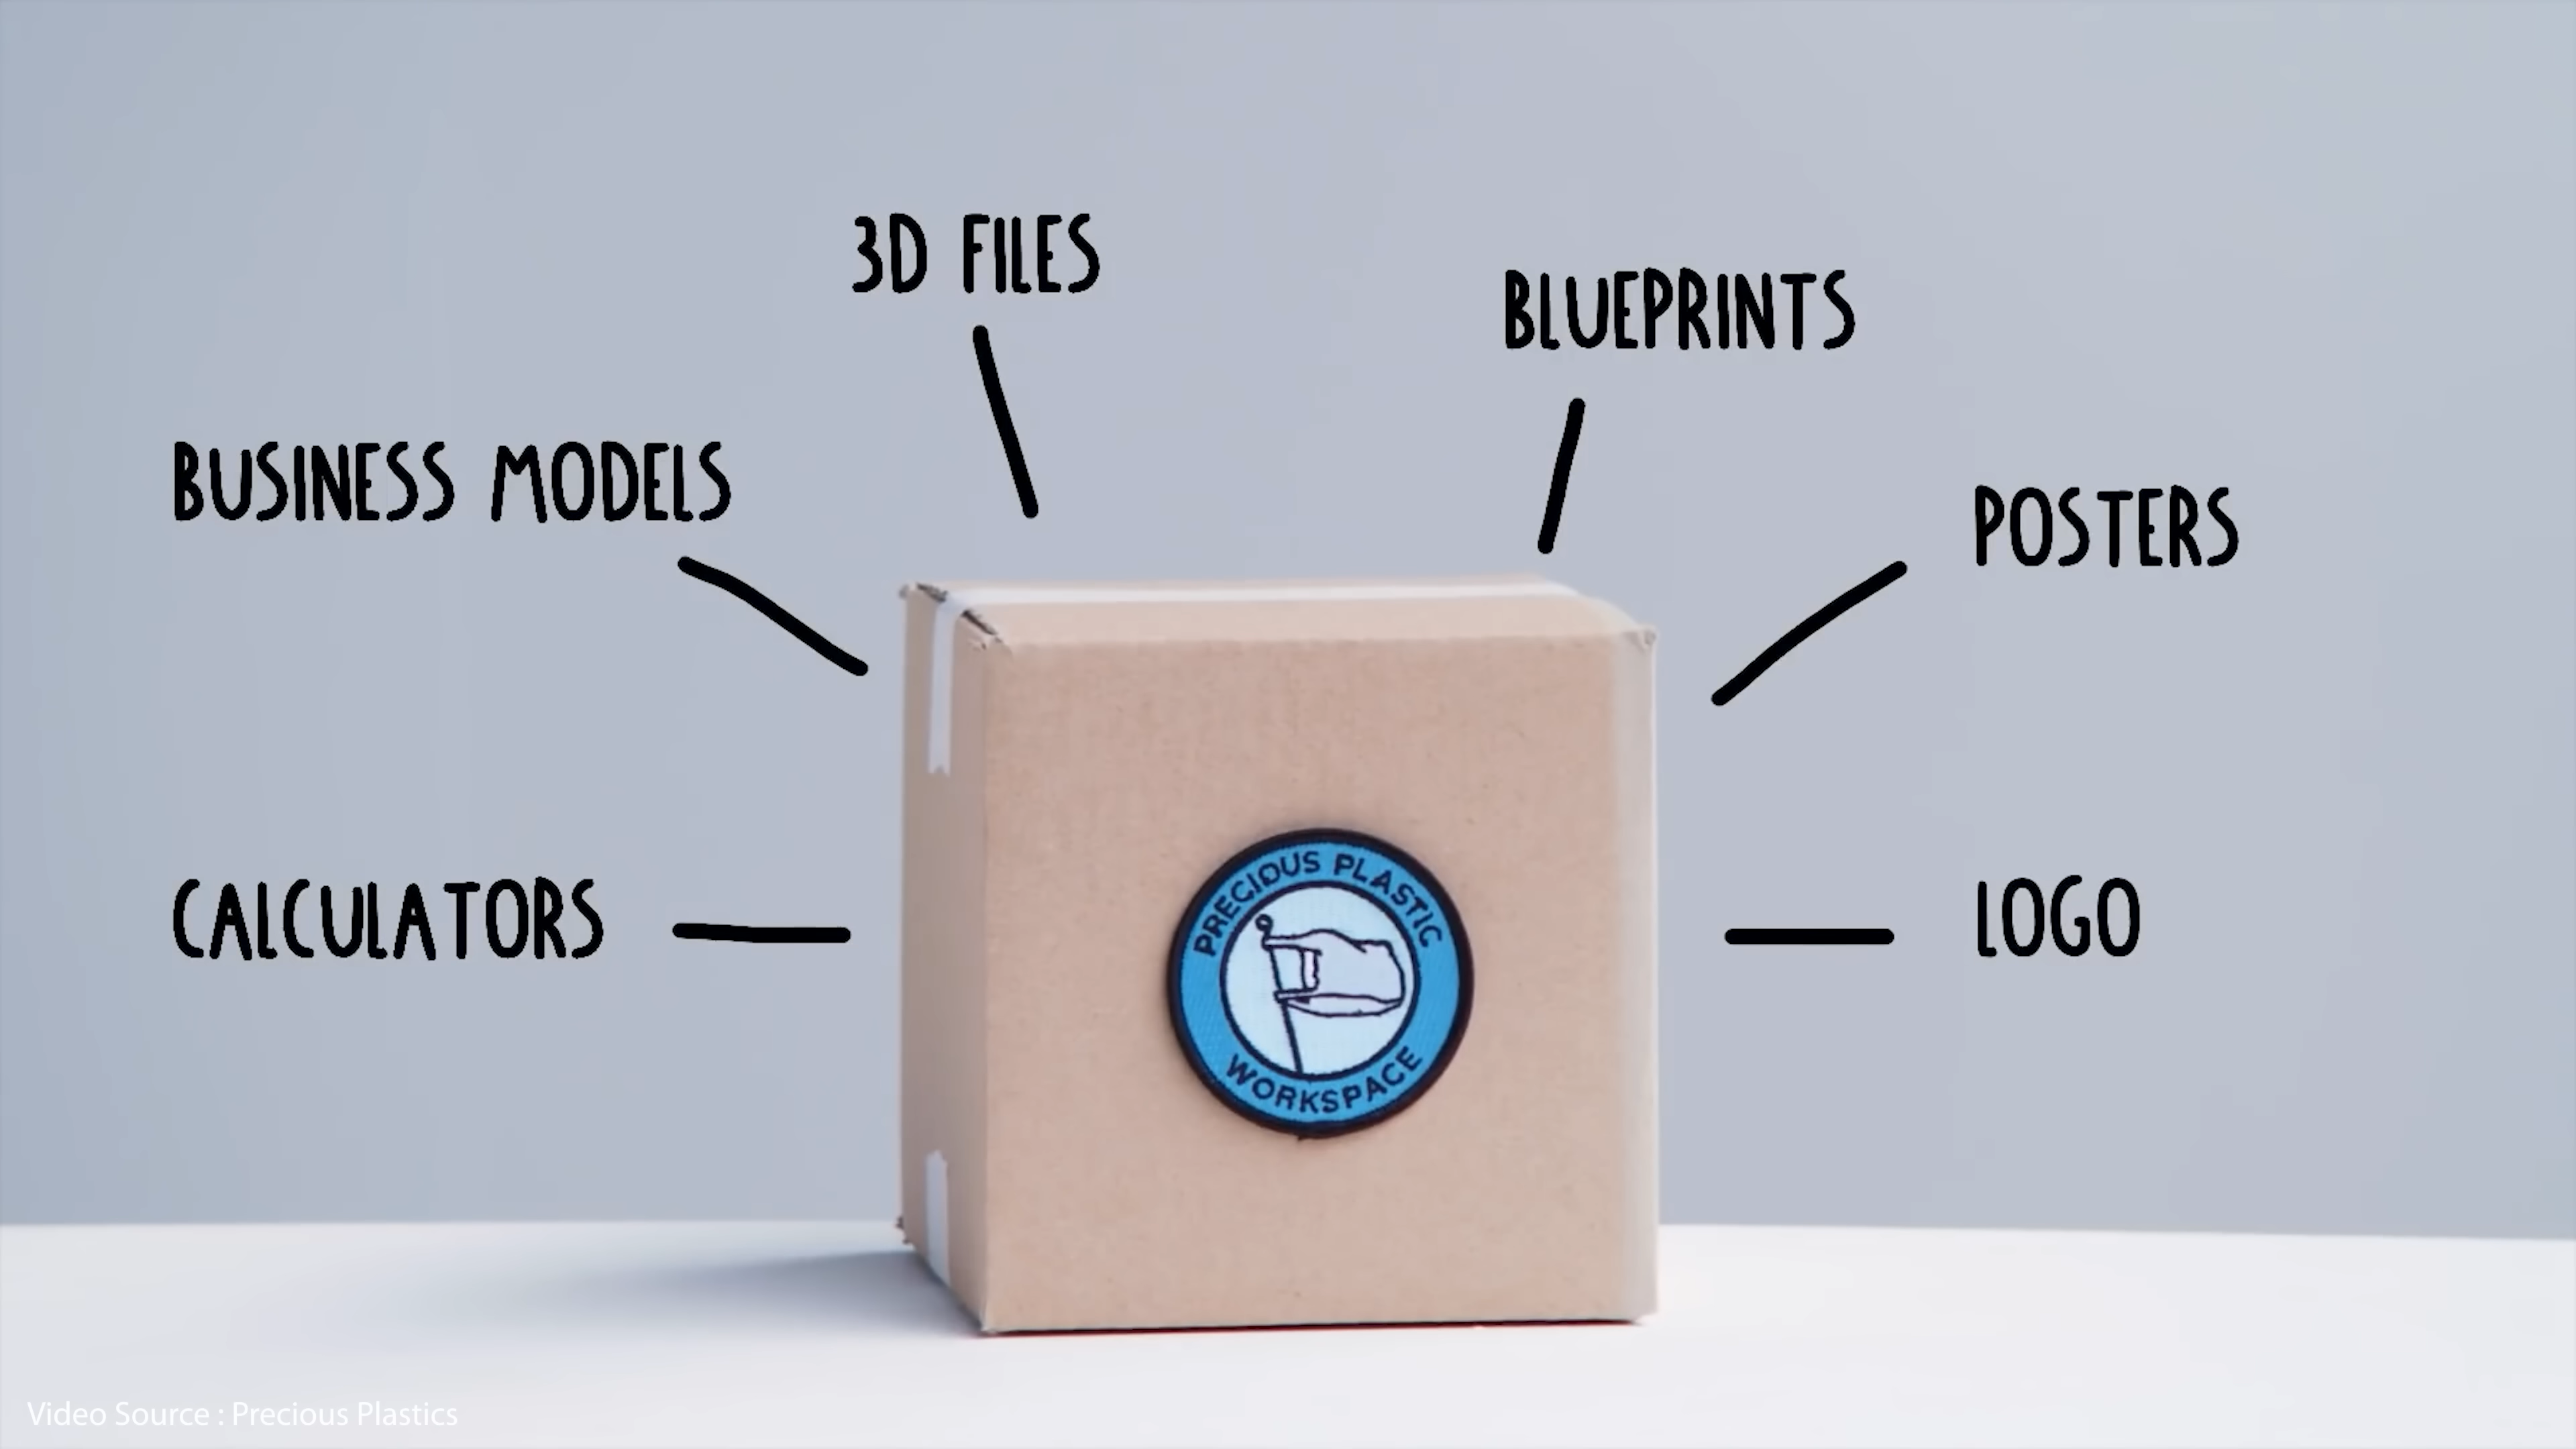 3D FILES
BLUEPRINTS
BUSINESS MODELS
POSTERS
CALCULATORS
LOGO
PRECIOUS PLASTIC
WORKSPACE
Video Source : Precious Plastics